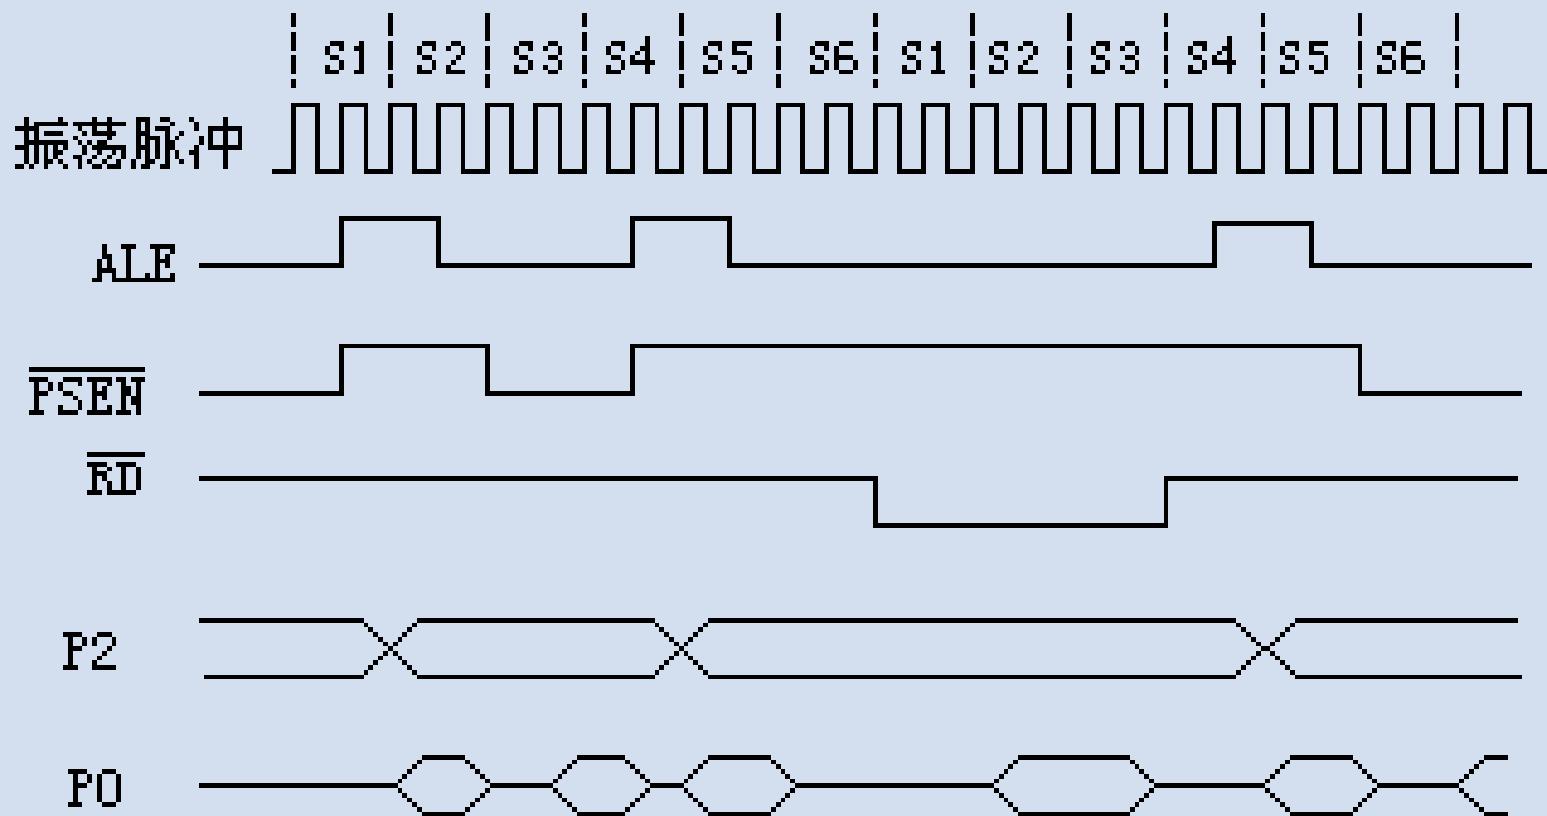 S1 S2 S3 S4 S5 S6 S1 S2 S3 S4 S5 S6
振荡脉冲
ALE
PSEN
RD
P2
P0